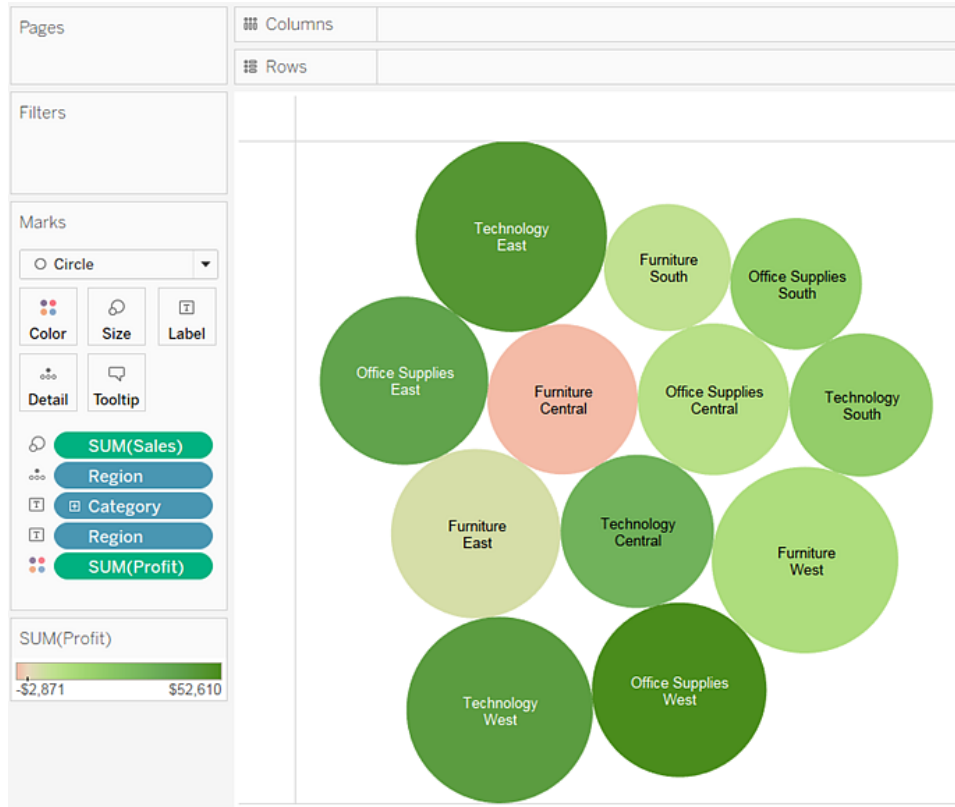 Pages
Columns
Rows
Filters
Marks
Circle
Color
Size
Label
Detail
Tooltip
SUM(Sales)
Region
Category
Region
SUM(Profit)
SUM(Profit)
-$2,871
$52,610
Technology
East
Furniture
South
Office Supplies
South
Office Supplies
East
Furniture
Central
Office Supplies
Central
Technology
South
Furniture
East
Technology
Central
Furniture
West
Technology
West
Office Supplies
West